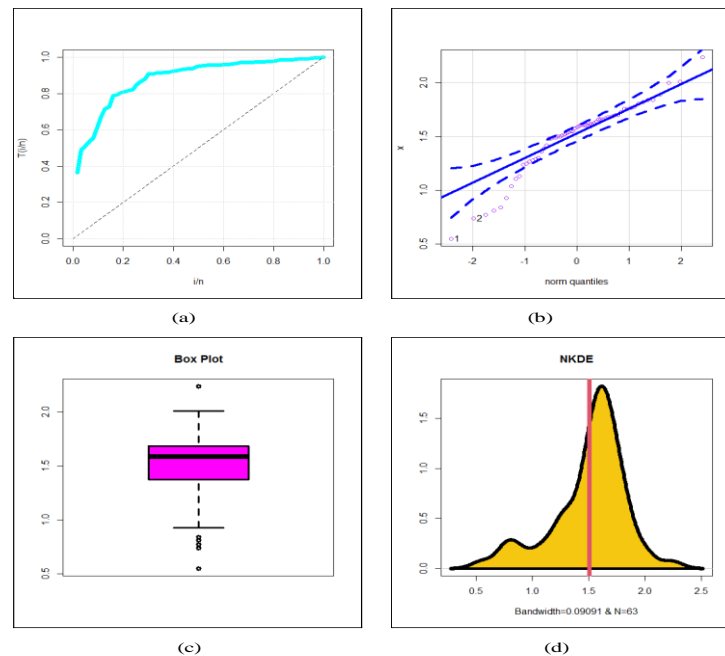 1.0
0.8
0.6
0.4
0.2
0.0
T(i/n)
0.0 0.2 0.4 0.6 0.8 1.0
i/n
(a)
2.0
1.5
1.0
0.5
x
1
2
-2 -1 0 1 2
norm quantiles
(b)
Box Plot
2.0
1.5
1.0
0.5
(c)
NKDE
1.5
1.0
0.5
0.0
0.5 1.0 1.5 2.0 2.5
Bandwidth=0.09091 & N=63
(d)